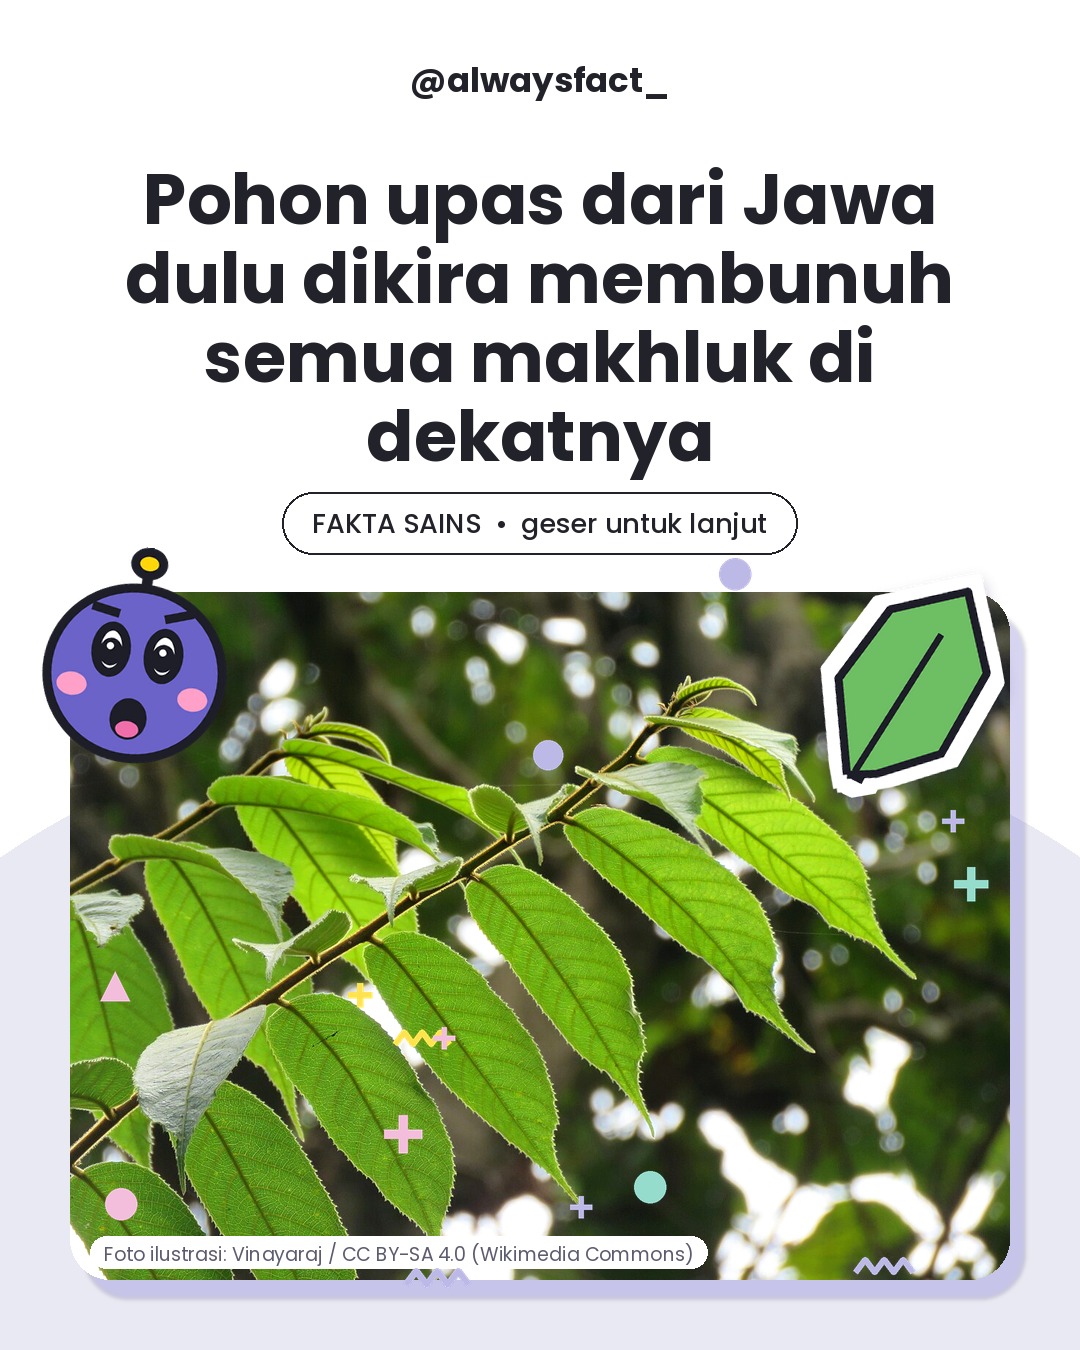 @alwaysfact_
Pohon upas dari Jawa
dulu dikira membunuh
semua makhluk di
dekatnya
FAKTA SAINS • geser untuk lanjut
Foto ilustrasi: Vinayaraj / CC BY-SA 4.0 (Wikimedia Commons)